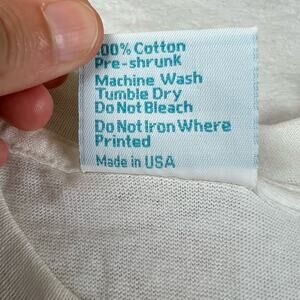 100% Cotton
Pre-shrunk
Machine Wash
Tumble Dry
Do Not Bleach
Do Not Iron Where
Printed
Made in USA